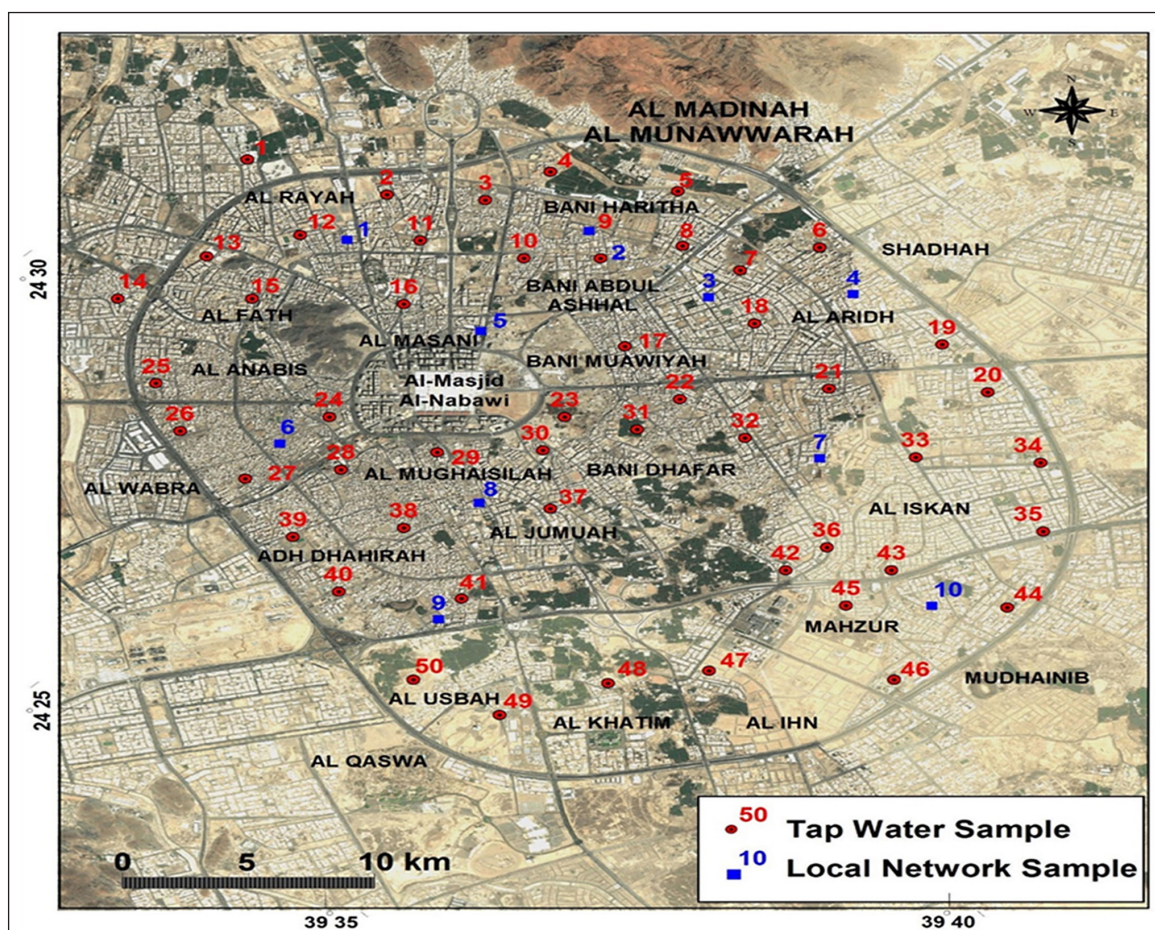 AL MADINAH
AL MUNAWWARAH
N
W
E
S
1
4
2
5
3
AL RAYAH
BANI HARITHA
12
1
11
9
13
10
8
6
2
SHADHAH
24 30
7
14
15
16
BANI ABDUL
ASHHAL
3
4
AL FATH
18
AL ARIDH
5
19
AL MASANI
17
BANI MUAWIYAH
25
AL ANABIS
Al-Masjid
Al-Nabawi
22
21
20
26
24
23
31
32
6
30
7
33
34
28
29
27
AL MUGHAISILAH
BANI DHAFAR
AL WABRA
8
37
AL ISKAN
39
38
AL JUMUAH
35
36
ADH DHAHIRAH
42
43
40
41
9
45
10
44
MAHZUR
50
48
47
46
MUDHAINIB
AL USBAH
49
AL KHATIM
AL IHN
24 25
AL QASWA
50
Tap Water Sample
10
Local Network Sample
0 5 10 km
39 35
39 40